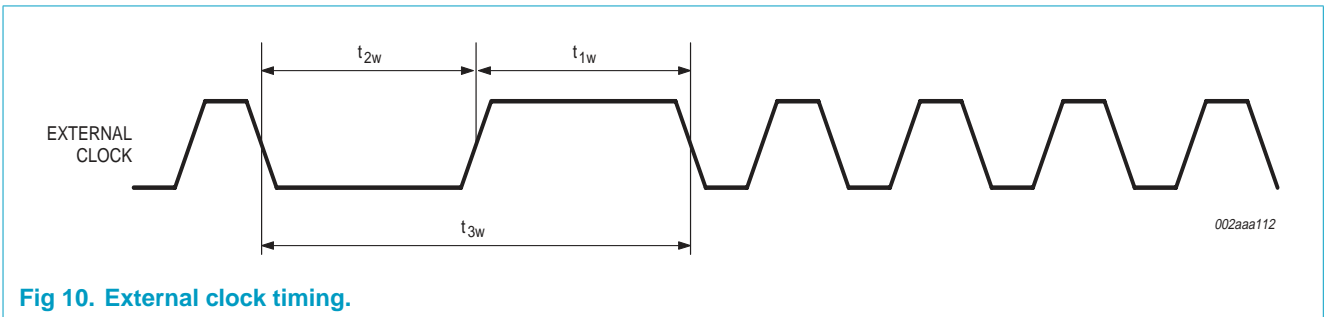 t2w
t1w
EXTERNAL
CLOCK
t3w
002aaa112
Fig 10. External clock timing.